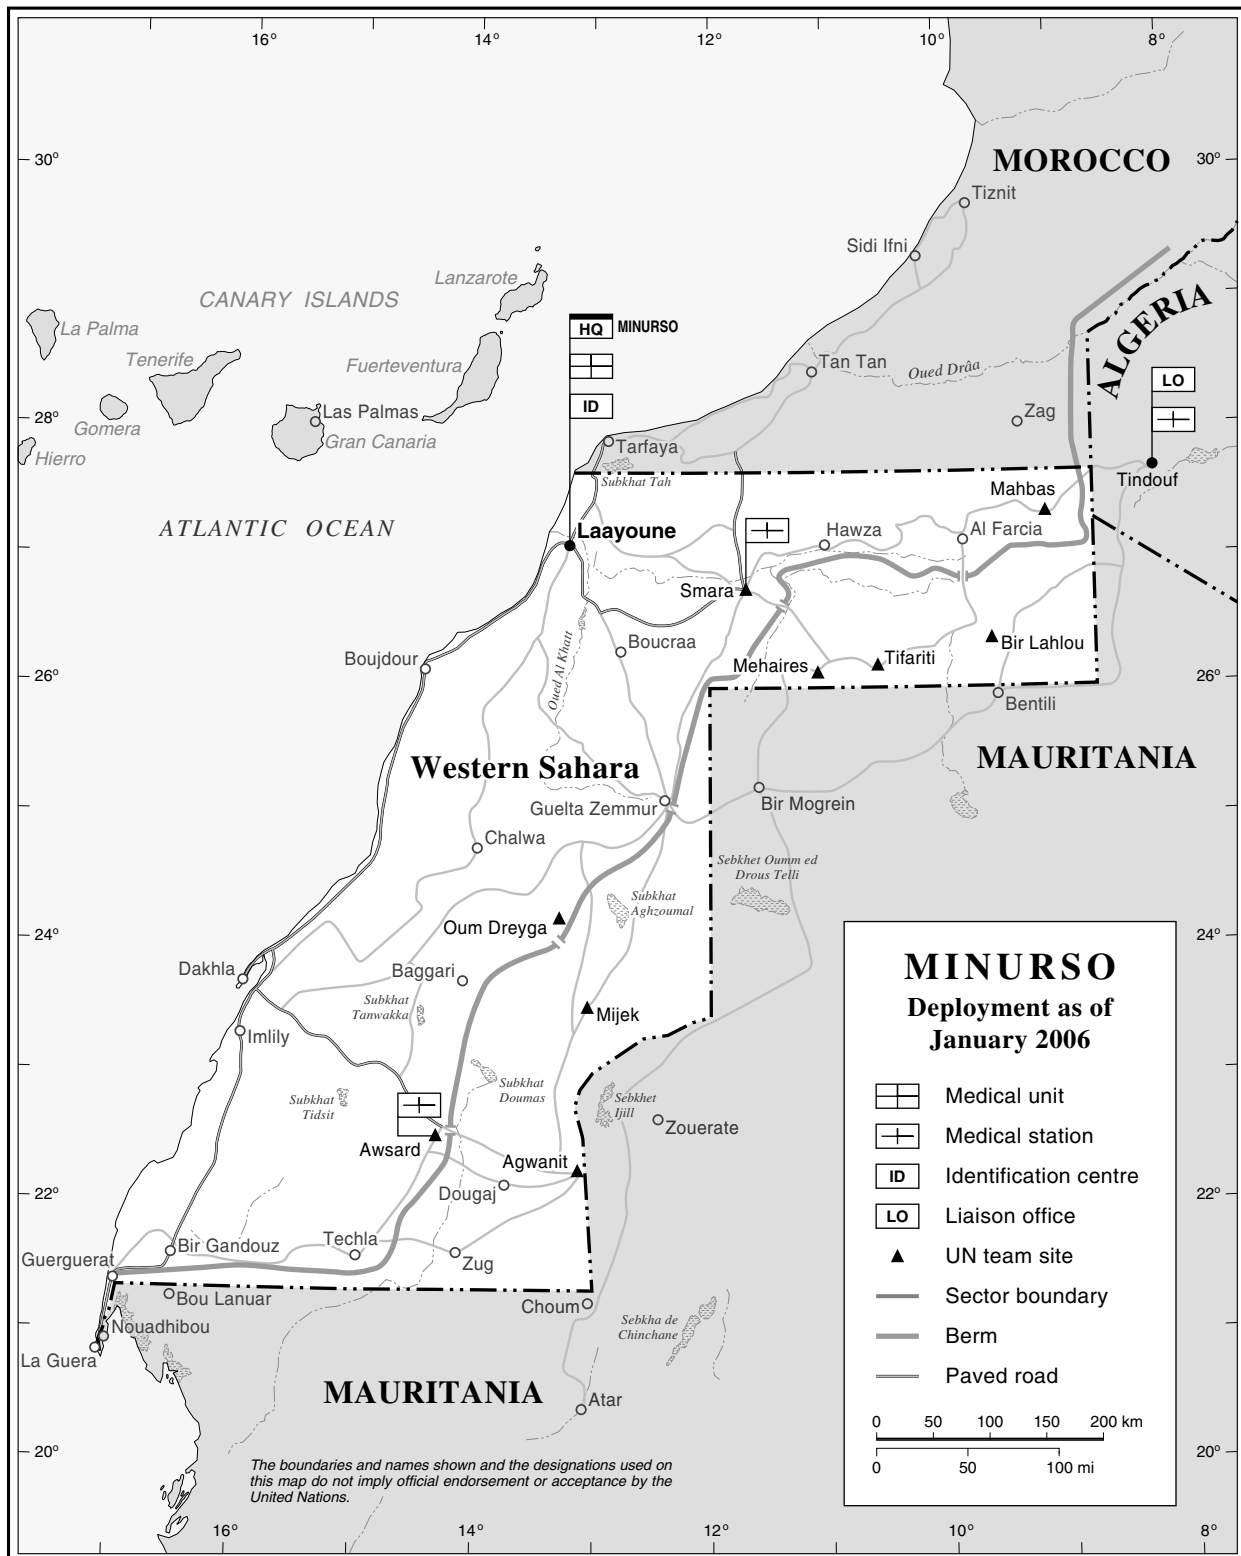 16°
14°
12°
10°
8°
30°
30°
MOROCCO
Tiznit
Sidi Ifni
Lanzarote
CANARY ISLANDS
La Palma
Tenerife
Fuerteventura
HQ
MINURSO
ALGERIA
Tan Tan
Oued Drâa
LO
ID
28°
28°
Las Palmas
Gomera
Gran Canaria
Hierro
Zag
Tarfaya
Subkhat Tah
Tindouf
Mahbas
ATLANTIC OCEAN
Laayoune
Hawza
Al Farcia
Smara
Boucraa
Oued Al Khatt
Bir Lahlou
Tifariti
Mehaires
Boujdour
26°
26°
Bentili
Western Sahara
MAURITANIA
Guelta Zemmur
Bir Mogrein
Chalwa
Sebkhet Oumm ed
Drous Telli
Subkhat
Aghzoumal
Oum Dreyga
24°
24°
Dakhla
Baggari
Subkhat
Tanwakka
Mijek
Imlily
Subkhat
Doumas
Subkhat
Tidsit
Sebkhet
Ijill
Zouerate
Awsard
Agwanit
Dougaj
22°
22°
Techla
Bir Gandouz
Zug
Guerguerat
Bou Lanuar
Choum
Nouadhibou
La Guera
Sebkha de
Chinchane
MAURITANIA
Atar
20°
20°
MINURSO
Deployment as of
January 2006
Medical unit
Medical station
ID Identification centre
LO Liaison office
UN team site
Sector boundary
Berm
Paved road
0 50 100 150 200 km
0 50 100 mi
The boundaries and names shown and the designations used on
this map do not imply official endorsement or acceptance by the
United Nations.
16°
14°
12°
10°
8°